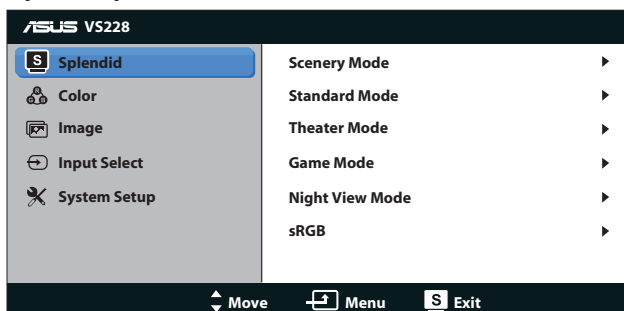 ASUS VS228
S Splendid
Color
Image
Input Select
System Setup
Scenery Mode
Standard Mode
Theater Mode
Game Mode
Night View Mode
sRGB
Move Menu S Exit